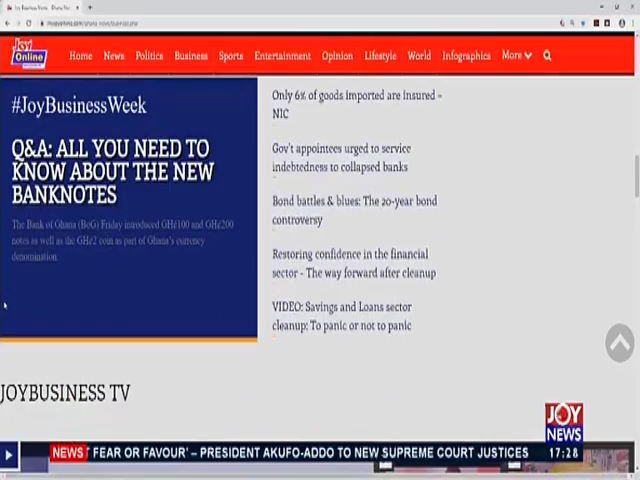 Joy
Online
Home News Politics Business Sports Entertainment Opinion Lifestyle World Infographics More
#JoyBusinessWeek
Q&A: ALL YOU NEED TO
KNOW ABOUT THE NEW
BANKNOTES
The Bank of Ghana (BoG) Friday introduced GH¢100 and GH¢200
notes as well as the GH¢2 coin as part of Ghana's currency
denomination.
Only 6% of goods imported are insured –
NIC
Gov't appointees urged to service
indebtedness to collapsed banks
Bond battles & blues: The 20-year bond
controversy
Restoring confidence in the financial
sector - The way forward after cleanup
VIDEO: Savings and Loans sector
cleanup: To panic or not to panic
JOYBUSINESS TV
JOY
NEWS
NEWS ' FEAR OR FAVOUR' – PRESIDENT AKUFO-ADDO TO NEW SUPREME COURT JUSTICES 17:28